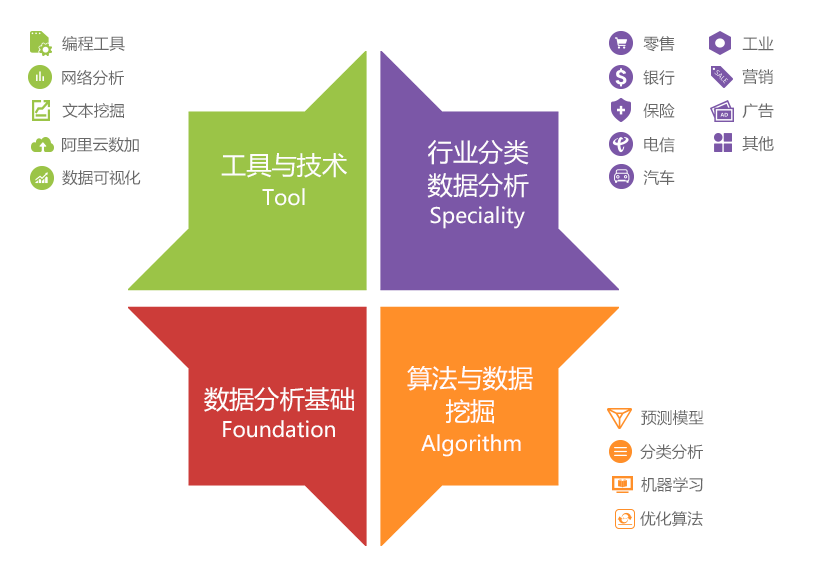 编程工具
网络分析
文本挖掘
阿里云数加
数据可视化
工具与技术
Tool
行业分类
数据分析
Speciality
零售
银行
保险
电信
汽车
工业
SALE
营销
AD
广告
其他
数据分析基础
Foundation
算法与数据
挖掘
Algorithm
预测模型
分类分析
机器学习
优化算法